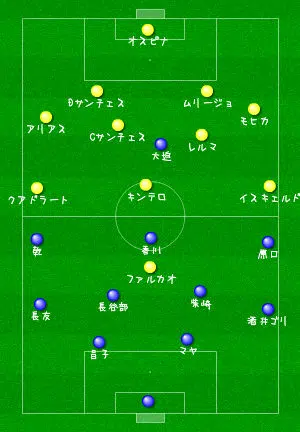 オスピナ
Dサンチェス
ムリージョ
アリアス
Cサンチェス
モヒカ
レルマ
大迫
クアドラート
キンテロ
イスキェルド
乾
香川
原口
ファルカオ
長谷部
柴崎
長友
酒井ゴリ
昌子
マヤ